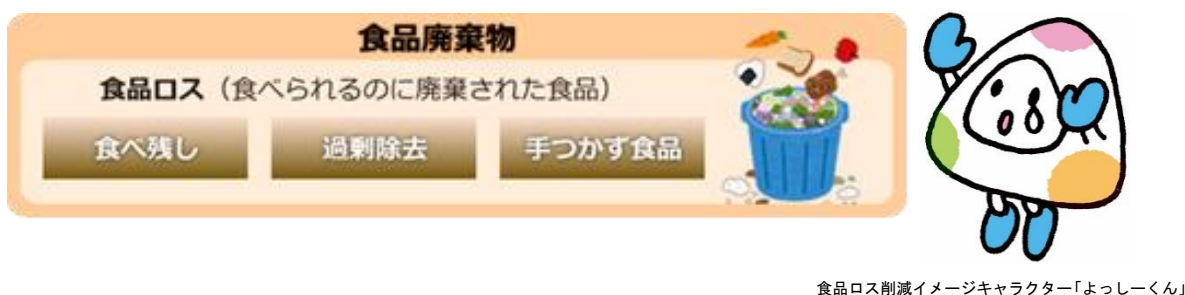 食品廃棄物
食品ロス（食べられるのに廃棄された食品）
食べ残し 過剰除去 手つかず食品
食品ロス削減イメージキャラクター「よっしーくん」